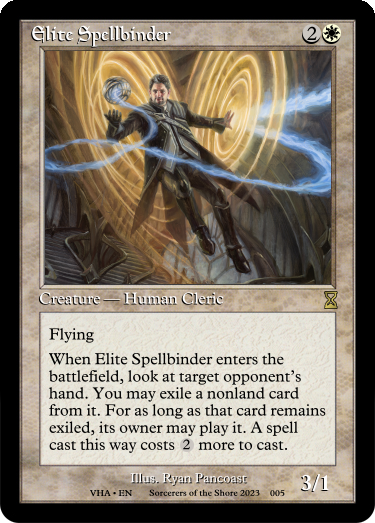 Elite Spellbinder 2
Creature — Human Cleric
Flying
When Elite Spellbinder enters the
battlefield, look at target opponent's
hand. You may exile a nonland card
from it. For as long as that card remains
exiled, its owner may play it. A spell
cast this way costs 2 more to cast.
Illus. Ryan Pancoast
3/1
VHA • EN Sorcerers of the Shore 2023 005